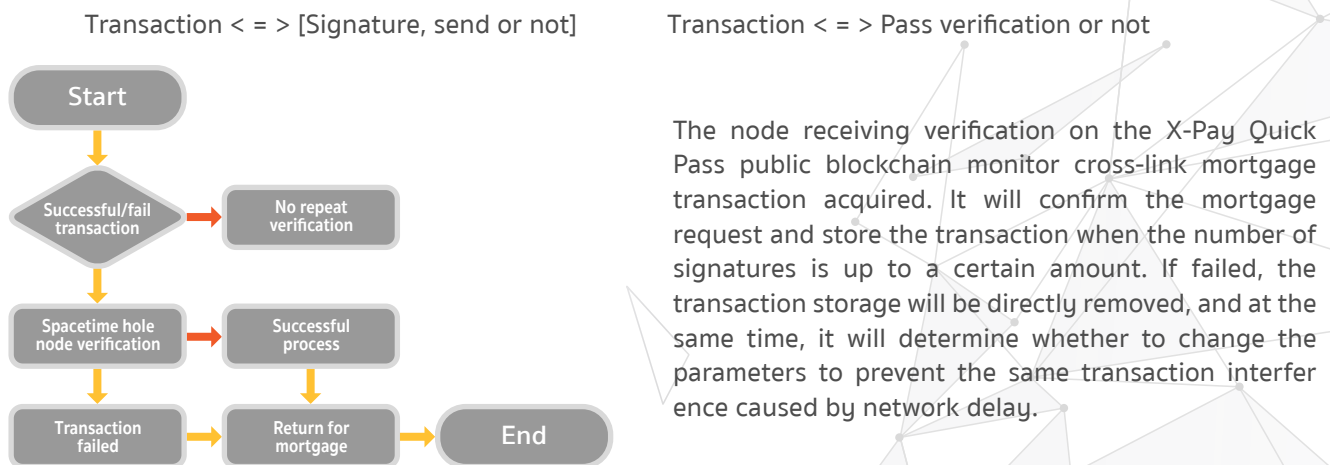 Transaction < = > [Signature, send or not]
Start
Successful/fail
transaction
No repeat
verification
Spacetime hole
node verification
Successful
process
Transaction
failed
Return for
mortgage
End
Transaction < = > Pass verification or not
The node receiving verification on the X-Pay Quick
Pass public blockchain monitor cross-link mortgage
transaction acquired. It will confirm the mortgage
request and store the transaction when the number of
signatures is up to a certain amount. If failed, the
transaction storage will be directly removed, and at the
same time, it will determine whether to change the
parameters to prevent the same transaction interfer
ence caused by network delay.